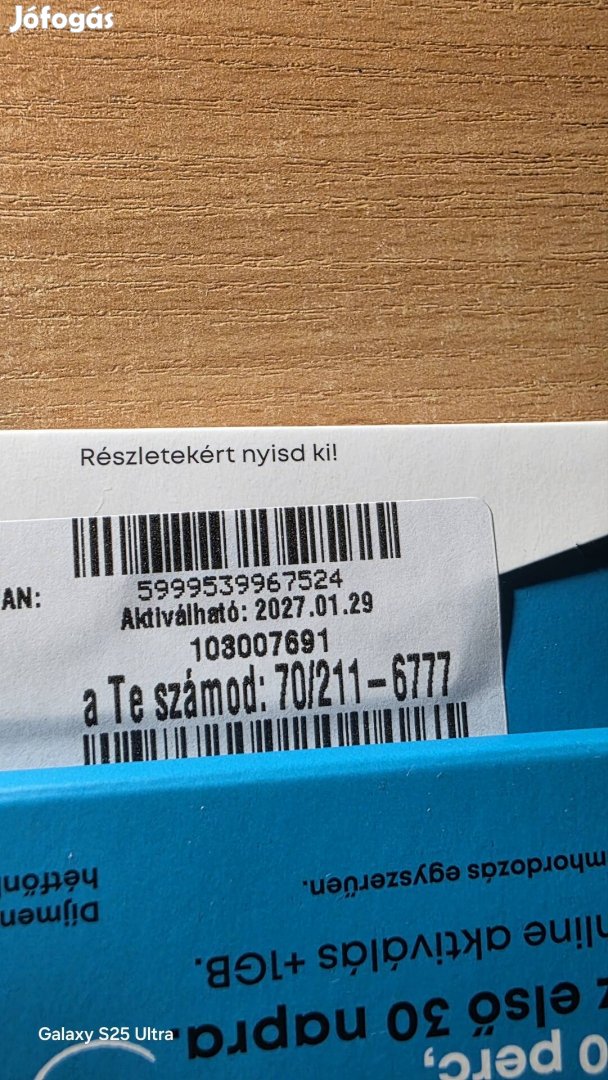 Jófogás
Részletekért nyisd ki!
AN:
5999539967524
Aktiválható: 2027.01.29
103007691
a Te számod: 70/211-6777
Díjmen
hétfőn
mhordozás egyszerűen.
nline aktiválás +1GB.
z első 30 napra.
0 perc,
Galaxy S25 Ultra